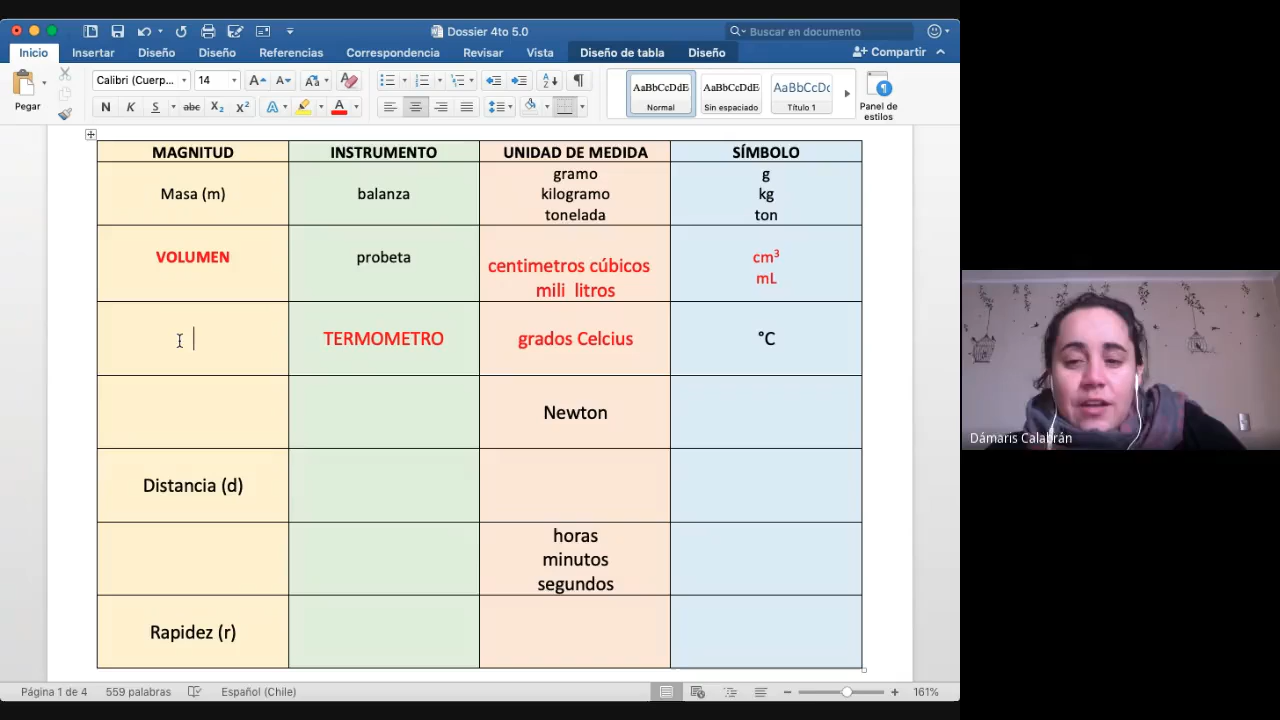 Dossier 4to 5.0
Buscar en documento
Inicio Insertar Diseño Diseño Referencias Correspondencia Revisar Vista Diseño de tabla Diseño Compartir
Pegar
Calibri (Cuerp... 14
N K S abc X₂ X²
AaBbCcDdE
Normal
AaBbCcDdE
Sin espaciado
AaBbCcDc
Título 1
Panel de
estilos
MAGNITUD INSTRUMENTO UNIDAD DE MEDIDA SÍMBOLO
Masa (m) balanza
gramo
kilogramo
tonelada
g
kg
ton
VOLUMEN probeta
centimetros cúbicos
mili litros
cm³
mL
TERMOMETRO grados Celcius °C
Newton
Distancia (d)
horas
minutos
segundos
Rapidez (r)
Dámaris Calabrán
Página 1 de 4 559 palabras Español (Chile) 161%